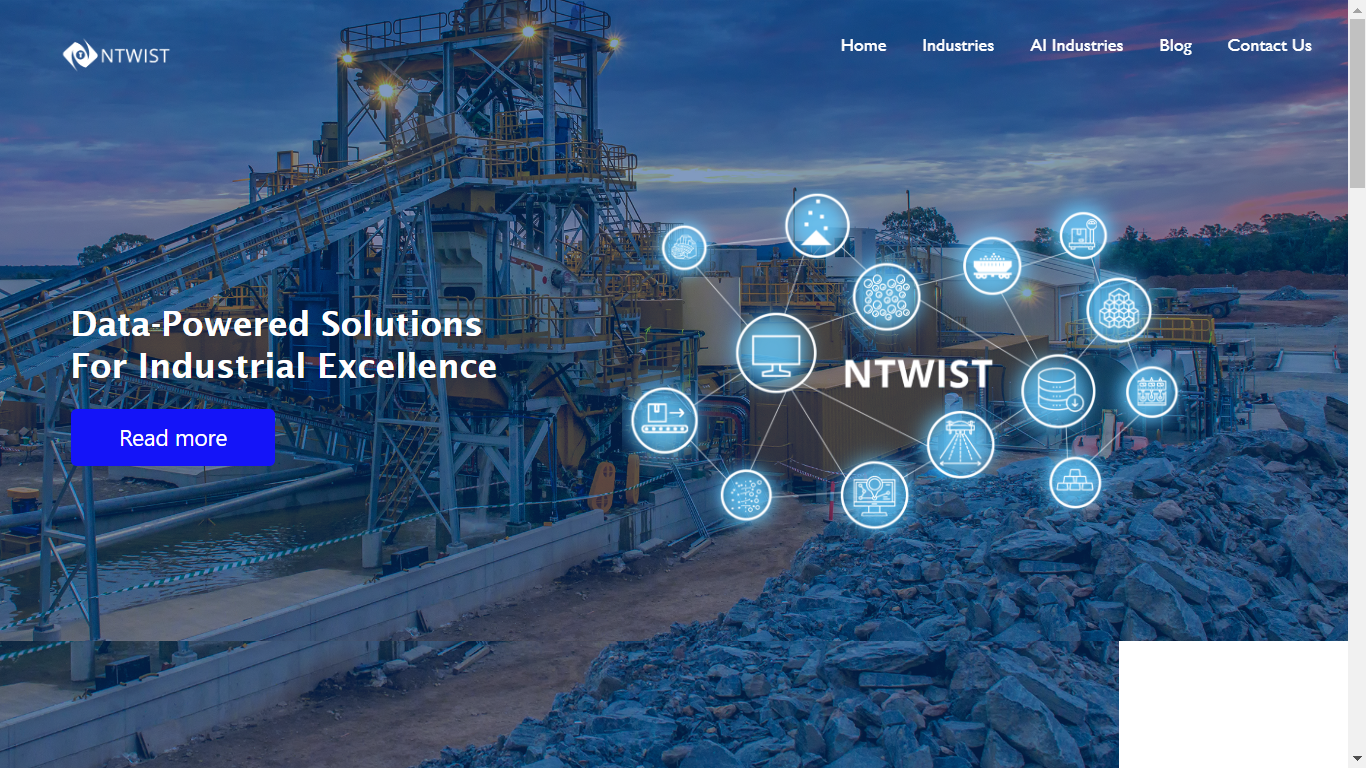 NTWIST
Home
Industries
AI Industries
Blog
Contact Us
Data-Powered Solutions
For Industrial Excellence
Read more
NTWIST